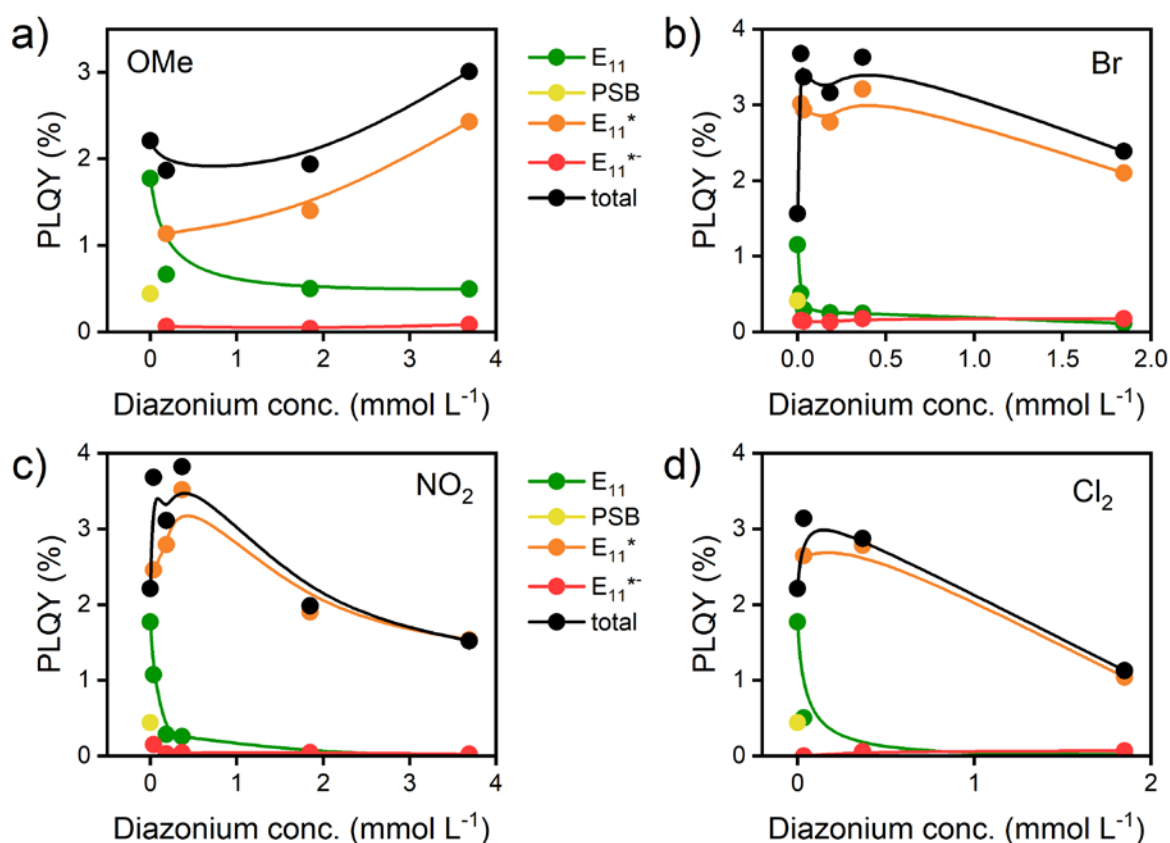 a)
OMe
3
2
1
0
PLQY (%)
0 1 2 3 4
Diazonium conc. (mmol L⁻¹)
E₁₁
PSB
E₁₁*
E₁₁*⁻
total
b)
Br
4
3
2
1
0
PLQY (%)
0.0 0.5 1.0 1.5 2.0
Diazonium conc. (mmol L⁻¹)
c)
NO₂
4
3
2
1
0
PLQY (%)
0 1 2 3 4
Diazonium conc. (mmol L⁻¹)
E₁₁
PSB
E₁₁*
E₁₁*⁻
total
d)
Cl₂
4
3
2
1
0
PLQY (%)
0 1 2
Diazonium conc. (mmol L⁻¹)